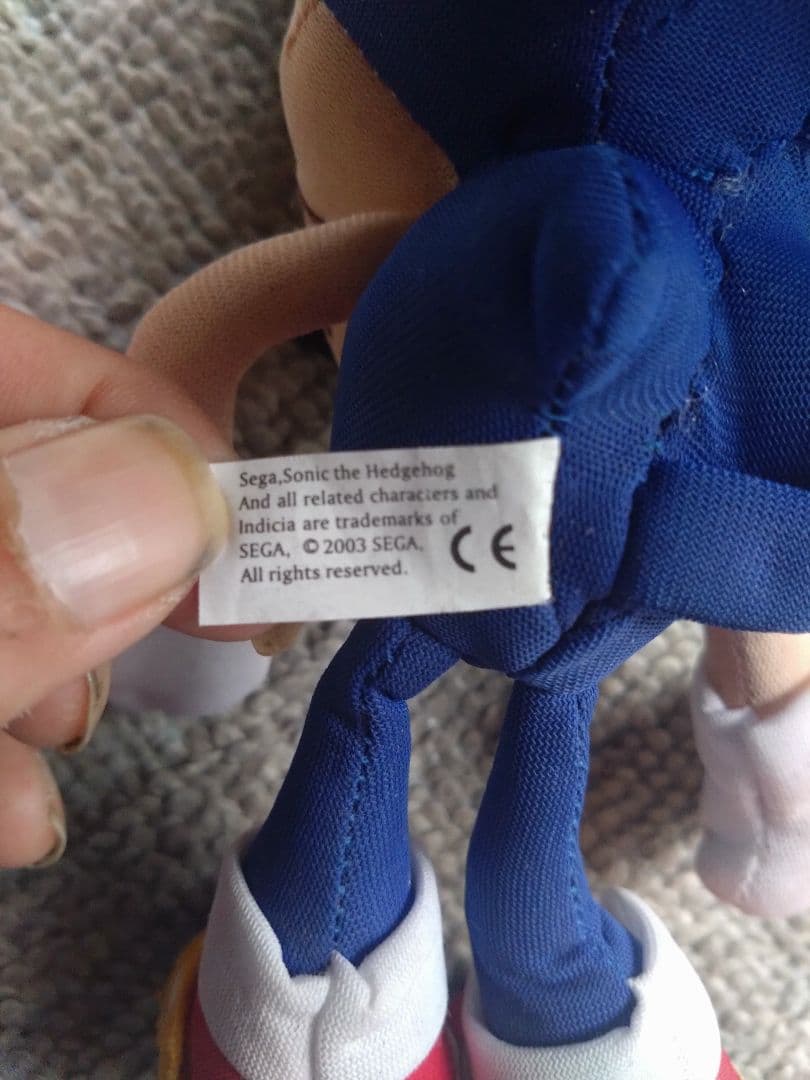 Sega,Sonic the Hedgehog
And all related characters and
Indicia are trademarks of
SEGA, © 2003 SEGA,
All rights reserved.
CE